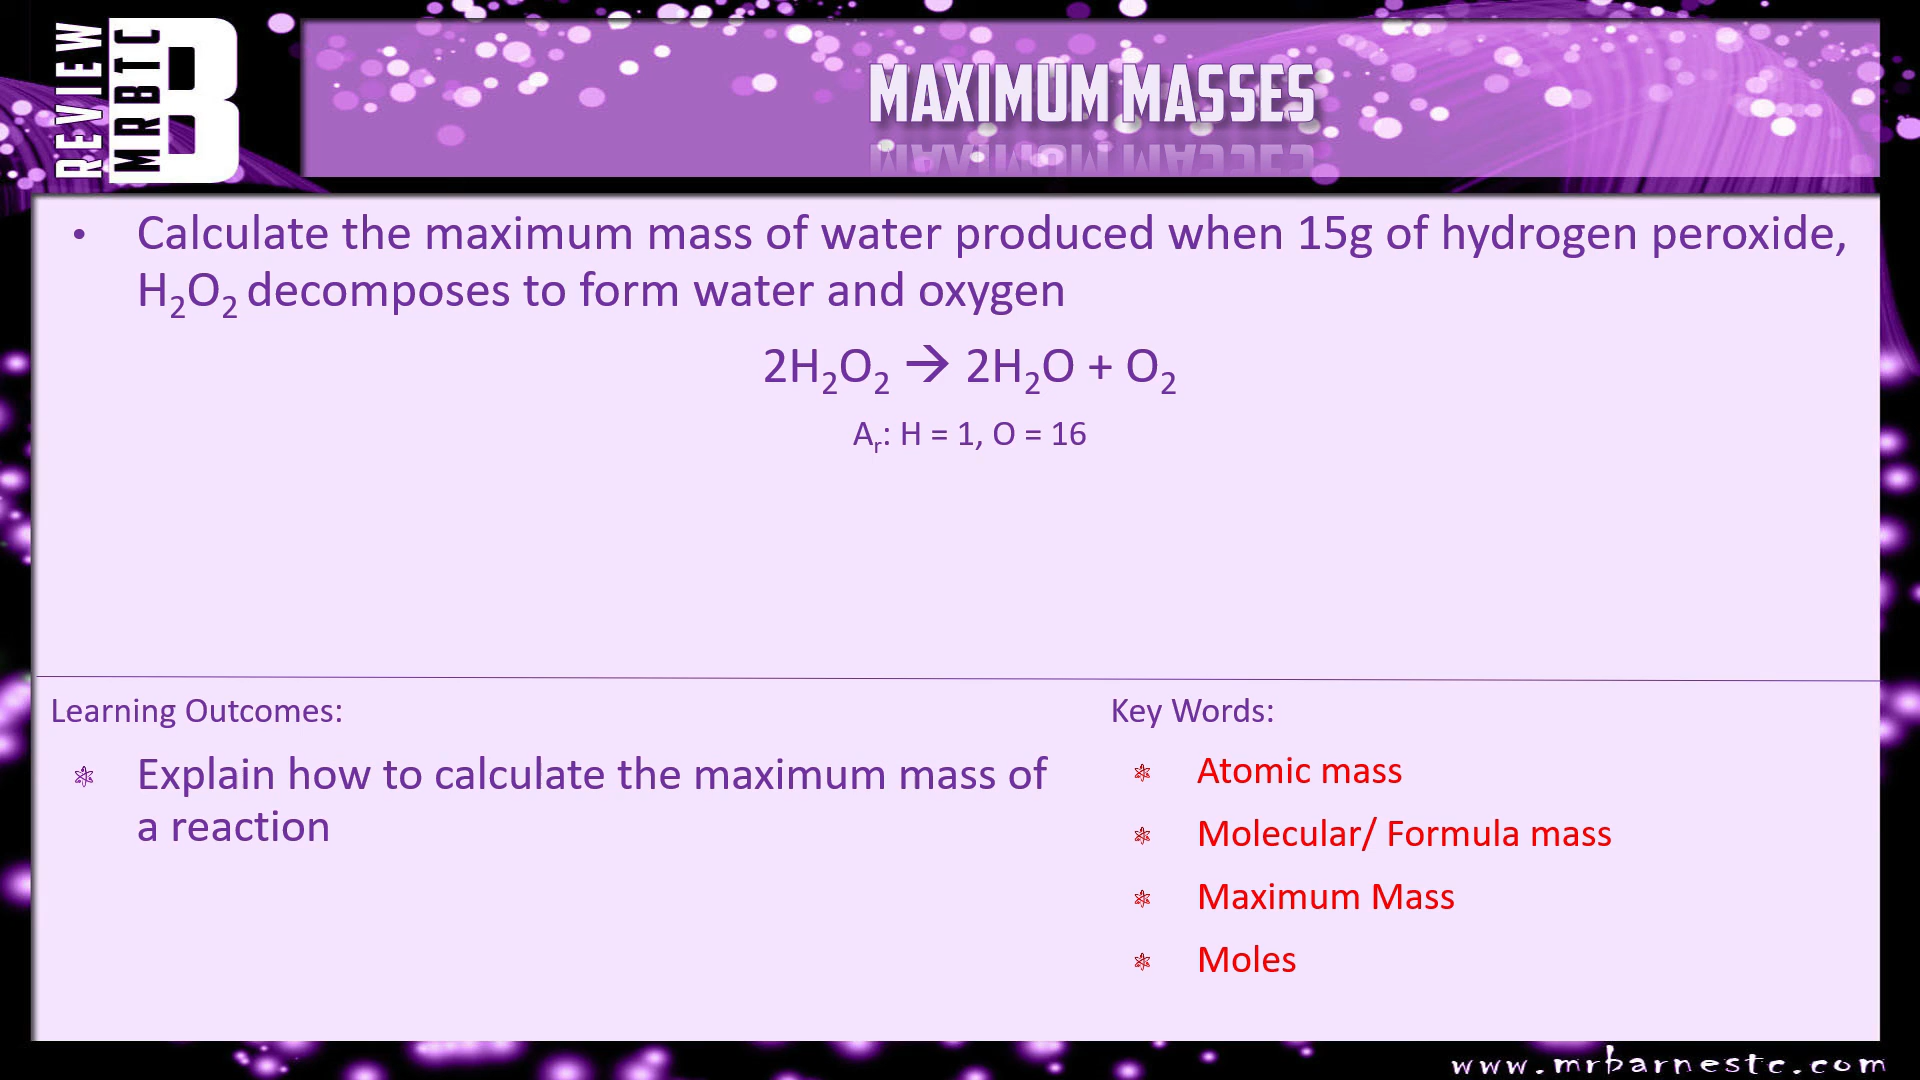 REVIEW
MRBTC
B
MAXIMUM MASSES
• Calculate the maximum mass of water produced when 15g of hydrogen peroxide,
H₂O₂ decomposes to form water and oxygen
2H₂O₂ → 2H₂O + O₂
Aᵣ: H = 1, O = 16
Learning Outcomes:
Explain how to calculate the maximum mass of
a reaction
Key Words:
Atomic mass
Molecular/ Formula mass
Maximum Mass
Moles
www.mrbarnestc.com